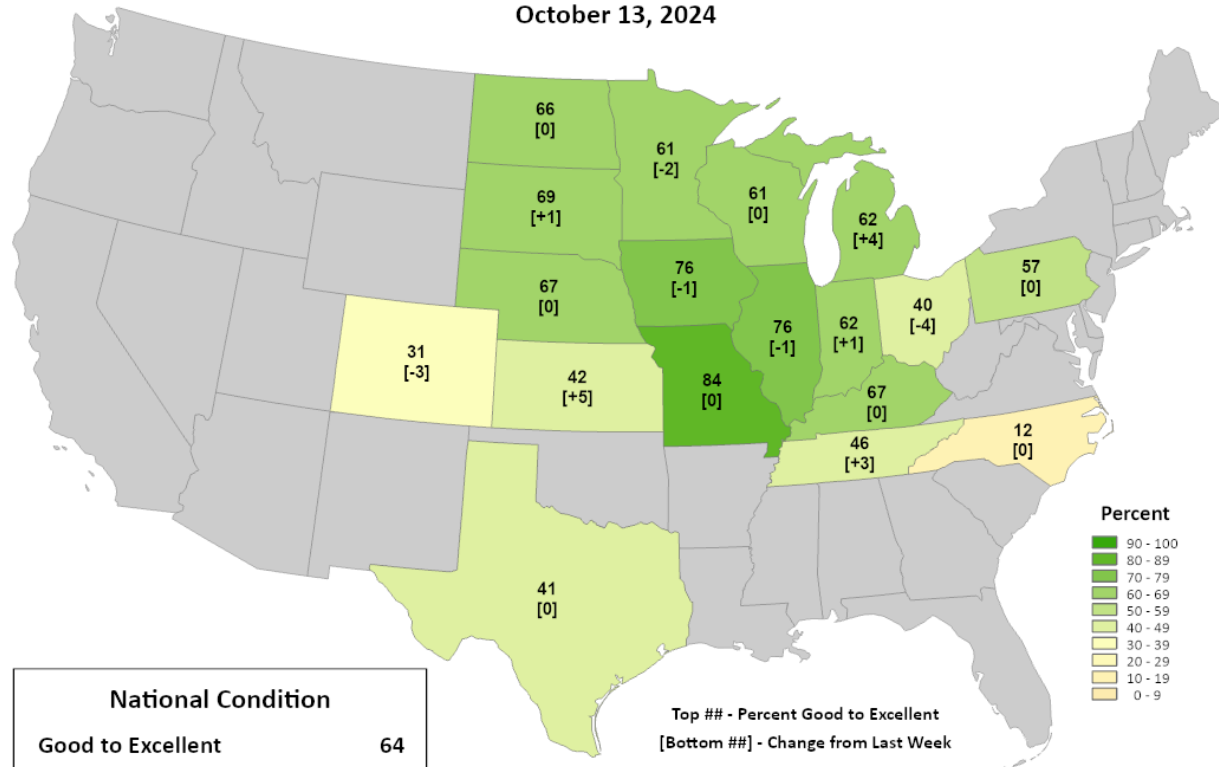 October 13, 2024
66
[0]
61
[-2]
69
[+1]
61
[0]
62
[+4]
67
[0]
76
[-1]
57
[0]
40
[-4]
76
[-1]
62
[+1]
31
[-3]
42
[+5]
84
[0]
67
[0]
46
[+3]
12
[0]
41
[0]
Percent
90 - 100
80 - 89
70 - 79
60 - 69
50 - 59
40 - 49
30 - 39
20 - 29
10 - 19
0 - 9
National Condition
Good to Excellent 64
Top ## - Percent Good to Excellent
[Bottom ##] - Change from Last Week